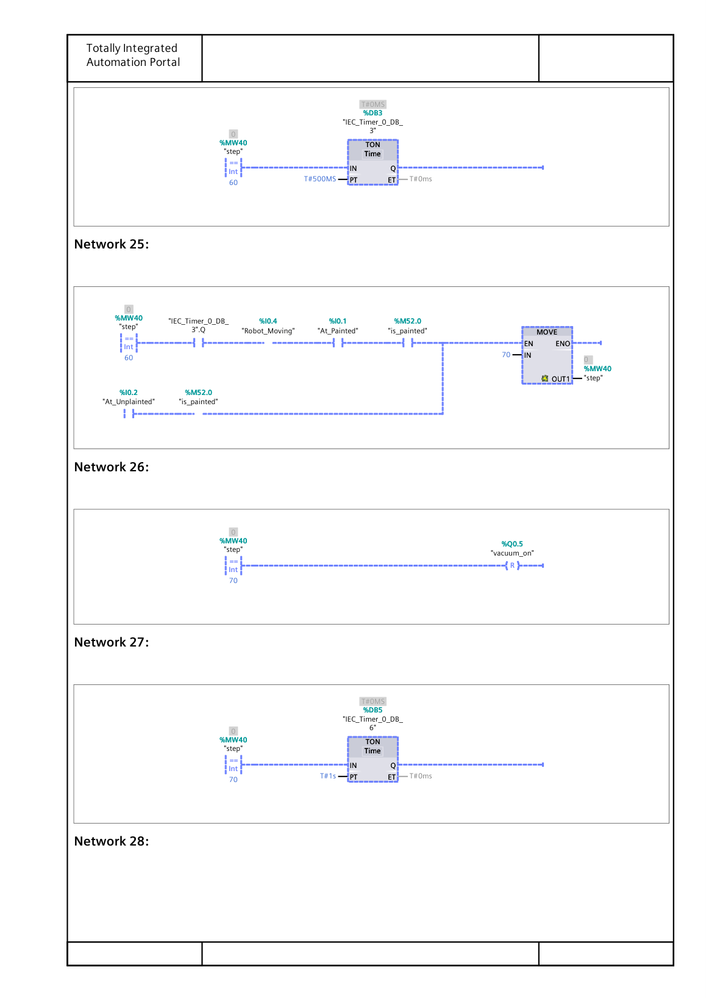 Totally Integrated
Automation Portal
T#0MS
%DB3
"IEC_Timer_0_DB_
3"
0
%MW40
"step"
TON
Time
==
Int
IN
Q
60
T#500MS
PT
ET
T#0ms
Network 25:
0
%MW40
"step"
"IEC_Timer_0_DB_
3".Q
%I0.4
"Robot_Moving"
%I0.1
"At_Painted"
%M52.0
"is_painted"
MOVE
==
Int
EN
ENO
60
70
IN
0
%MW40
OUT1
"step"
%I0.2
"At_Unplainted"
%M52.0
"is_painted"
Network 26:
0
%MW40
"step"
%Q0.5
"vacuum_on"
==
Int
R
70
Network 27:
T#0MS
%DB5
"IEC_Timer_0_DB_
6"
0
%MW40
"step"
TON
Time
==
Int
IN
Q
70
T#1s
PT
ET
T#0ms
Network 28: